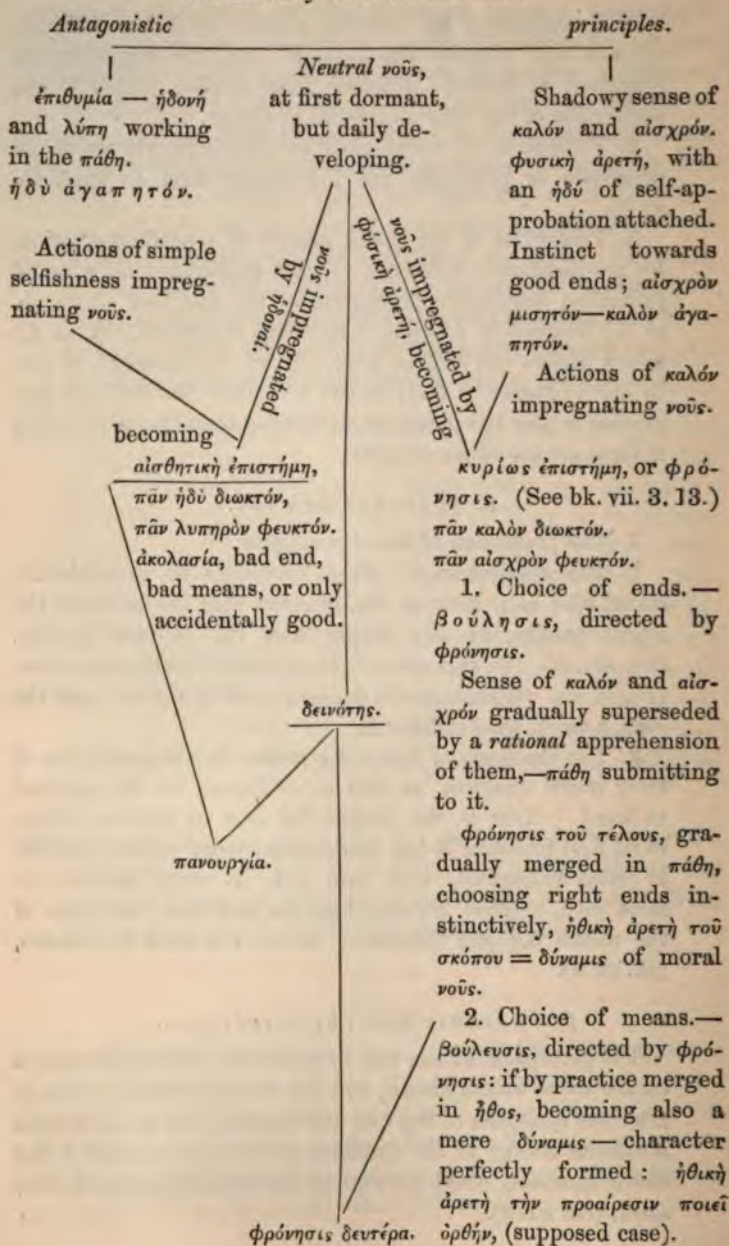 Antagonistic principles.
ἐπιθυμία — ἡδονή
and λύπη working
in the πάθη.
ἡδὺ ἀγαπητόν.
Actions of simple
selfishness impreg-
nating νοῦς.
Neutral νοῦς,
at first dormant,
but daily de-
veloping.
Shadowy sense of
καλόν and αἰσχρόν.
φυσικὴ ἀρετή, with
an ἡδύ of self-ap-
probation attached.
Instinct towards
good ends; αἰσχρὸν
μισητόν—καλὸν ἀγα-
πητόν.
Actions of καλόν
impregnating νοῦς.
νοῦς impregnated
by ἡδοναί.
νοῦς impregnated by
φύσικὴ ἀρετή, becoming
becoming
αἰσθητικὴ ἐπιστήμη,
πᾶν ἡδὺ διωκτόν,
πᾶν λυπηρὸν φευκτόν.
ἀκολασία, bad end,
bad means, or only
accidentally good.
δεινότης.
πανουργία.
κυρίως ἐπιστήμη, or φρό-
νησις. (See bk. vii. 3. 13.)
πᾶν καλὸν διωκτόν.
πᾶν αἰσχρὸν φευκτόν.
1. Choice of ends.—
βούλησις, directed by
φρόνησις.
Sense of καλόν and αἰσ-
χρόν gradually superseded
by a rational apprehension
of them,—πάθη submitting
to it.
φρόνησις τοῦ τέλους, gra-
dually merged in πάθη,
choosing right ends in-
stinctively, ἠθικὴ ἀρετὴ τοῦ
σκόπου = δύναμις of moral
νοῦς.
2. Choice of means.—
βούλευσις, directed by φρό-
νησις: if by practice merged
in ἦθος, becoming also a
mere δύναμις — character
perfectly formed : ἠθικὴ
ἀρετὴ τὴν προαίρεσιν ποιεῖ
ὀρθήν, (supposed case).
φρόνησις δευτέρα.